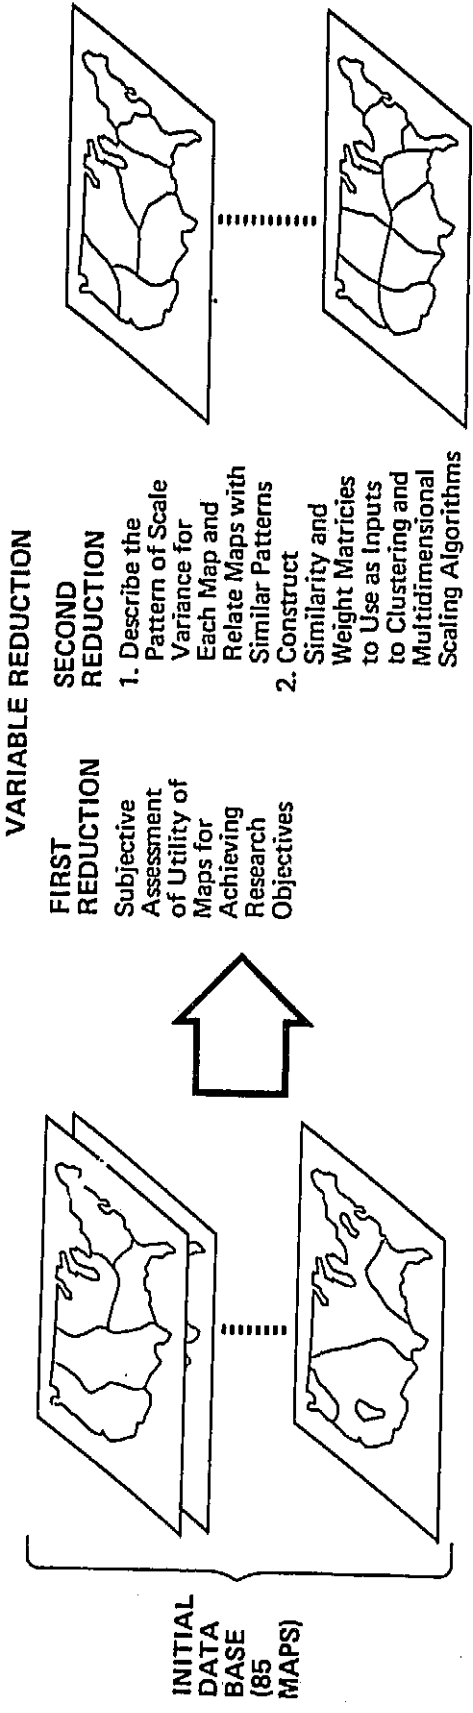 VARIABLE REDUCTION
INITIAL
DATA
BASE
(85
MAPS)
FIRST
REDUCTION
Subjective
Assessment
of Utility of
Maps for
Achieving
Research
Objectives
SECOND
REDUCTION
1. Describe the
Pattern of Scale
Variance for
Each Map and
Relate Maps with
Similar Patterns
2. Construct
Similarity and
Weight Matricies
to Use as Inputs
to Clustering and
Multidimensional
Scaling Algorithms